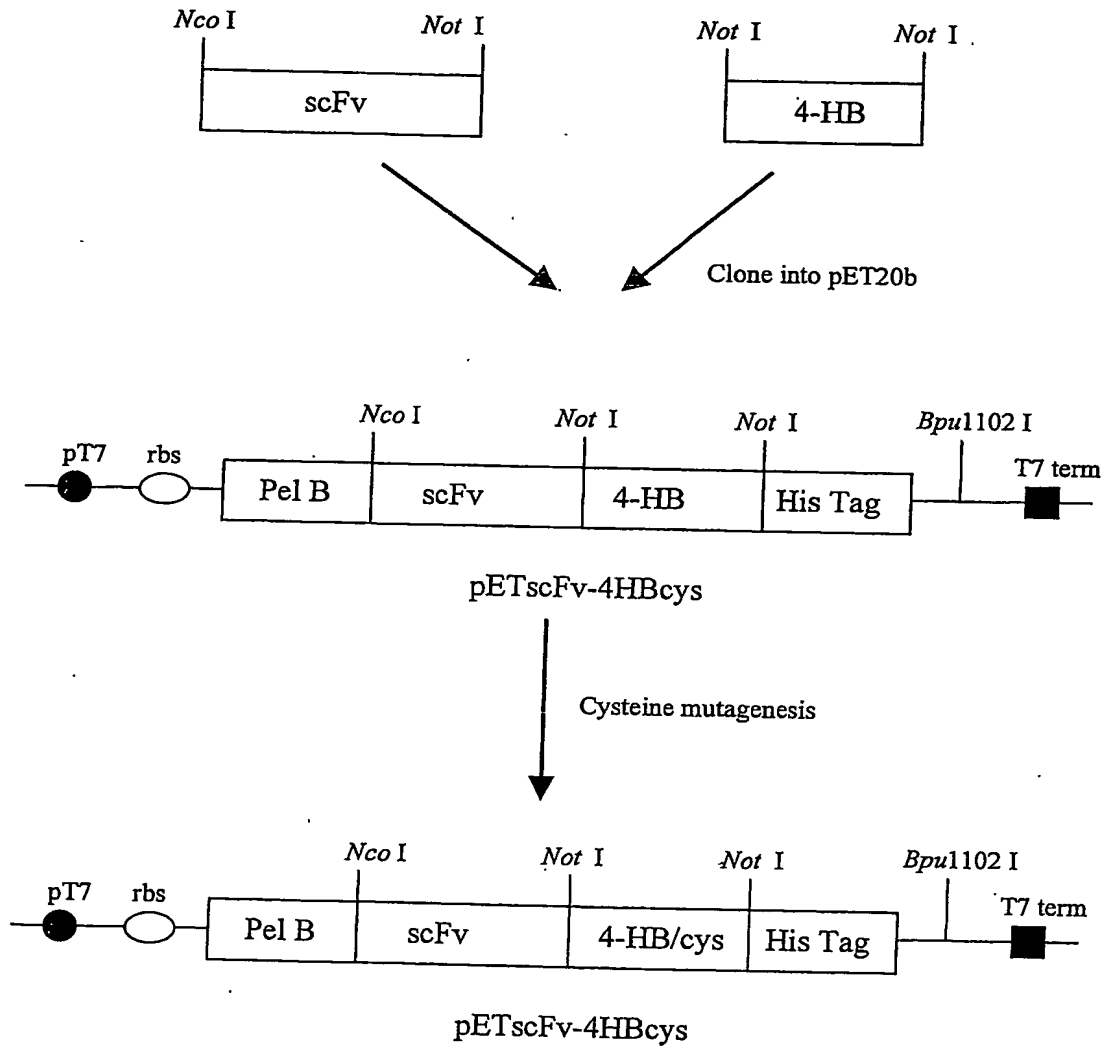 Nco I
Not I
Not I
Not I
scFv
4-HB
Clone into pET20b
Nco I
Not I
Not I
Bpu1102 I
pT7
rbs
T7 term
Pel B
scFv
4-HB
His Tag
pETscFv-4HBcys
Cysteine mutagenesis
Nco I
Not I
Not I
Bpu1102 I
pT7
rbs
T7 term
Pel B
scFv
4-HB/cys
His Tag
pETscFv-4HBcys